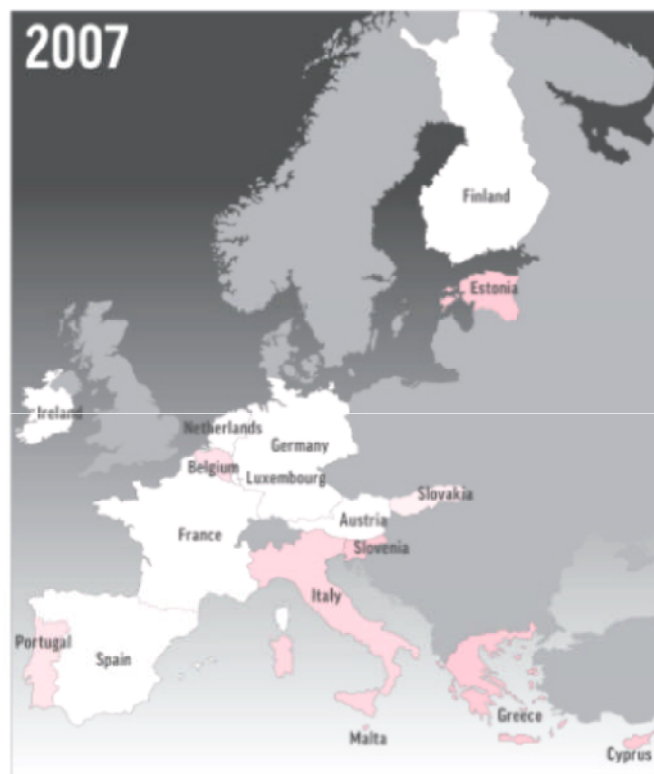 2007
Finland
Estonia
Ireland
Netherlands
Germany
Belgium
Luxembourg
Slovakia
Austria
France
Slovenia
Italy
Portugal
Spain
Greece
Malta
Cyprus